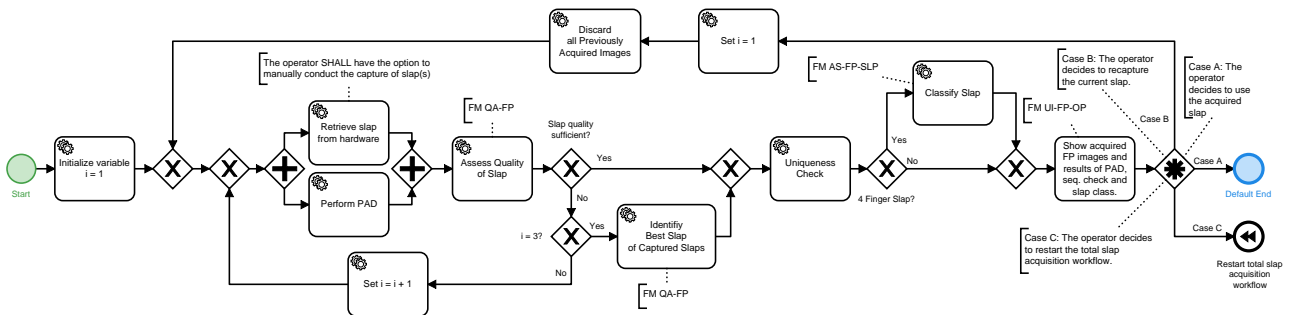 Discard
all Previously
Acquired Images
Set i = 1
The operator SHALL have the option to
manually conduct the capture of slap(s)
FM AS-FP-SLP
Case B: The operator
decides to recapture
the current slap.
Case A: The
operator
decides to use
the acquired
slap
Classify Slap
FM QA-FP
FM UI-FP-OP
Case B
Retrieve slap
from hardware
Slap quality
sufficient?
Yes
Start
Initialize variable
i = 1
Assess Quality
of Slap
Yes
Uniqueness
Check
No
Show acquired
FP images and
results of PAD,
seq. check and
slap class.
Case A
Default End
Perform PAD
No
4 Finger Slap?
i = 3?
Yes
Identifiy
Best Slap
of Captured Slaps
Case C: The operator decides
to restart the total slap
acquisition workflow.
Case C
Restart total slap
acquisition
workflow
No
Set i = i + 1
FM QA-FP